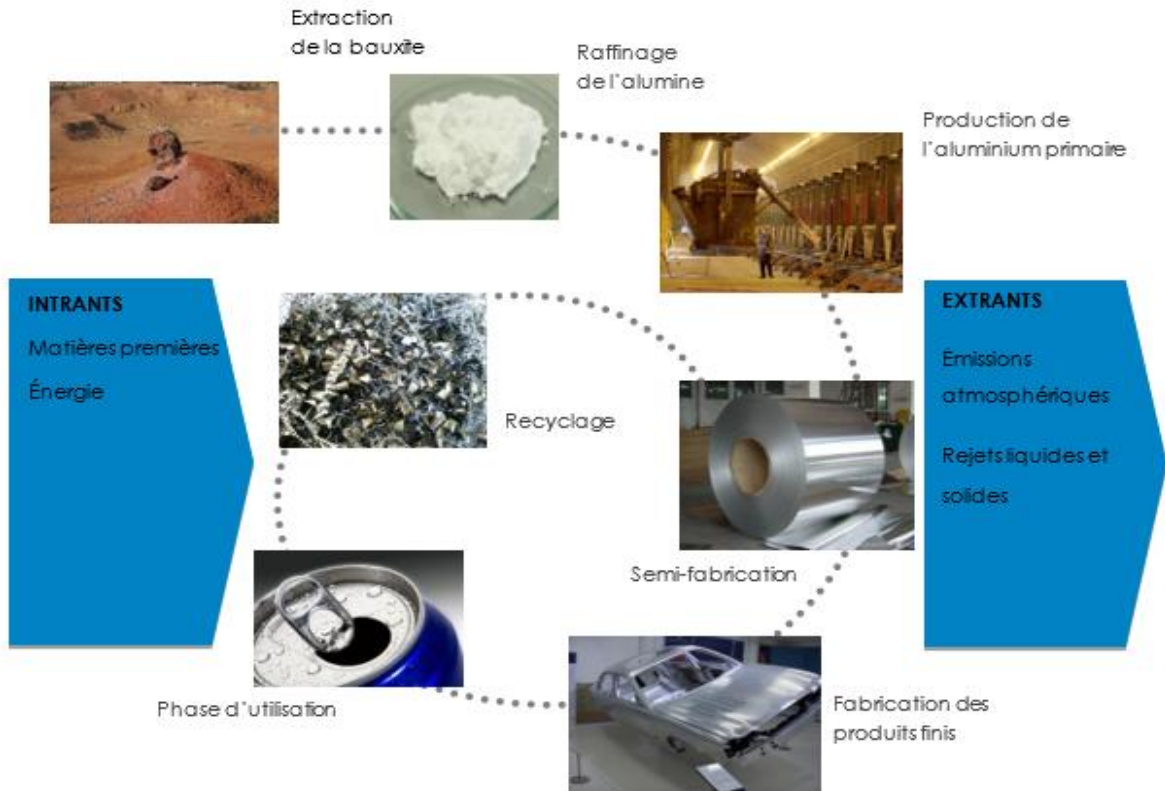 Extraction
de la bauxite
Raffinage
de l'alumine
Production de
l'aluminium primaire
INTRANTS
Matières premières
Énergie
EXTRANTS
Émissions
atmosphériques
Rejets liquides et
solides
Recyclage
Semi-fabrication
Phase d'utilisation
Fabrication des
produits finis